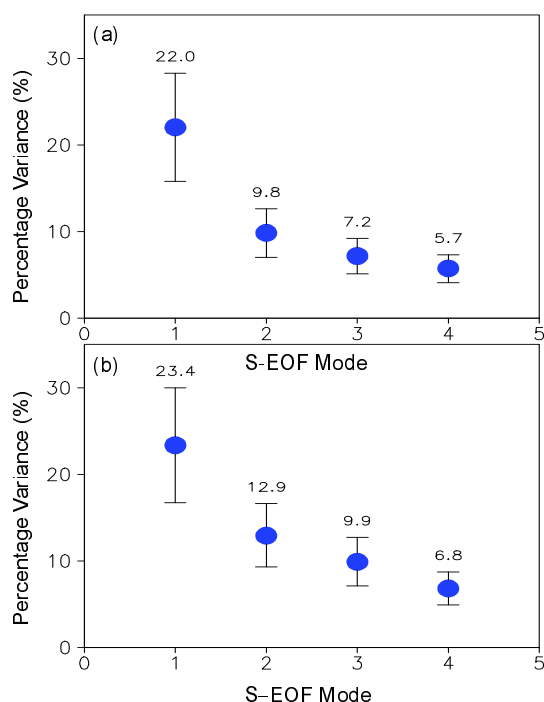 (a)
22.0
9.8
7.2
5.7
30
20
10
0
Percentage Variance (%)
0 1 2 3 4 5
S-EOF Mode
(b)
23.4
12.9
9.9
6.8
30
20
10
0
Percentage Variance (%)
0 1 2 3 4 5
S−EOF Mode